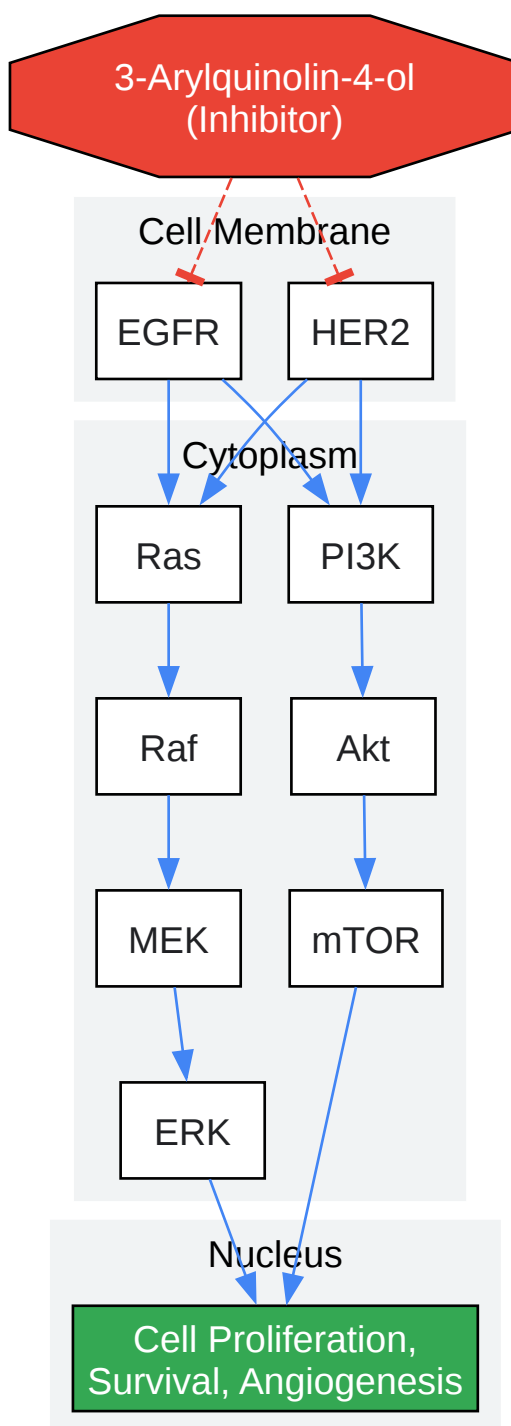 3-Arylquinolin-4-ol
(Inhibitor)
Cell Membrane
EGFR
HER2
Cytoplasm
Ras
PI3K
Raf
Akt
MEK
mTOR
ERK
Nucleus
Cell Proliferation,
Survival, Angiogenesis